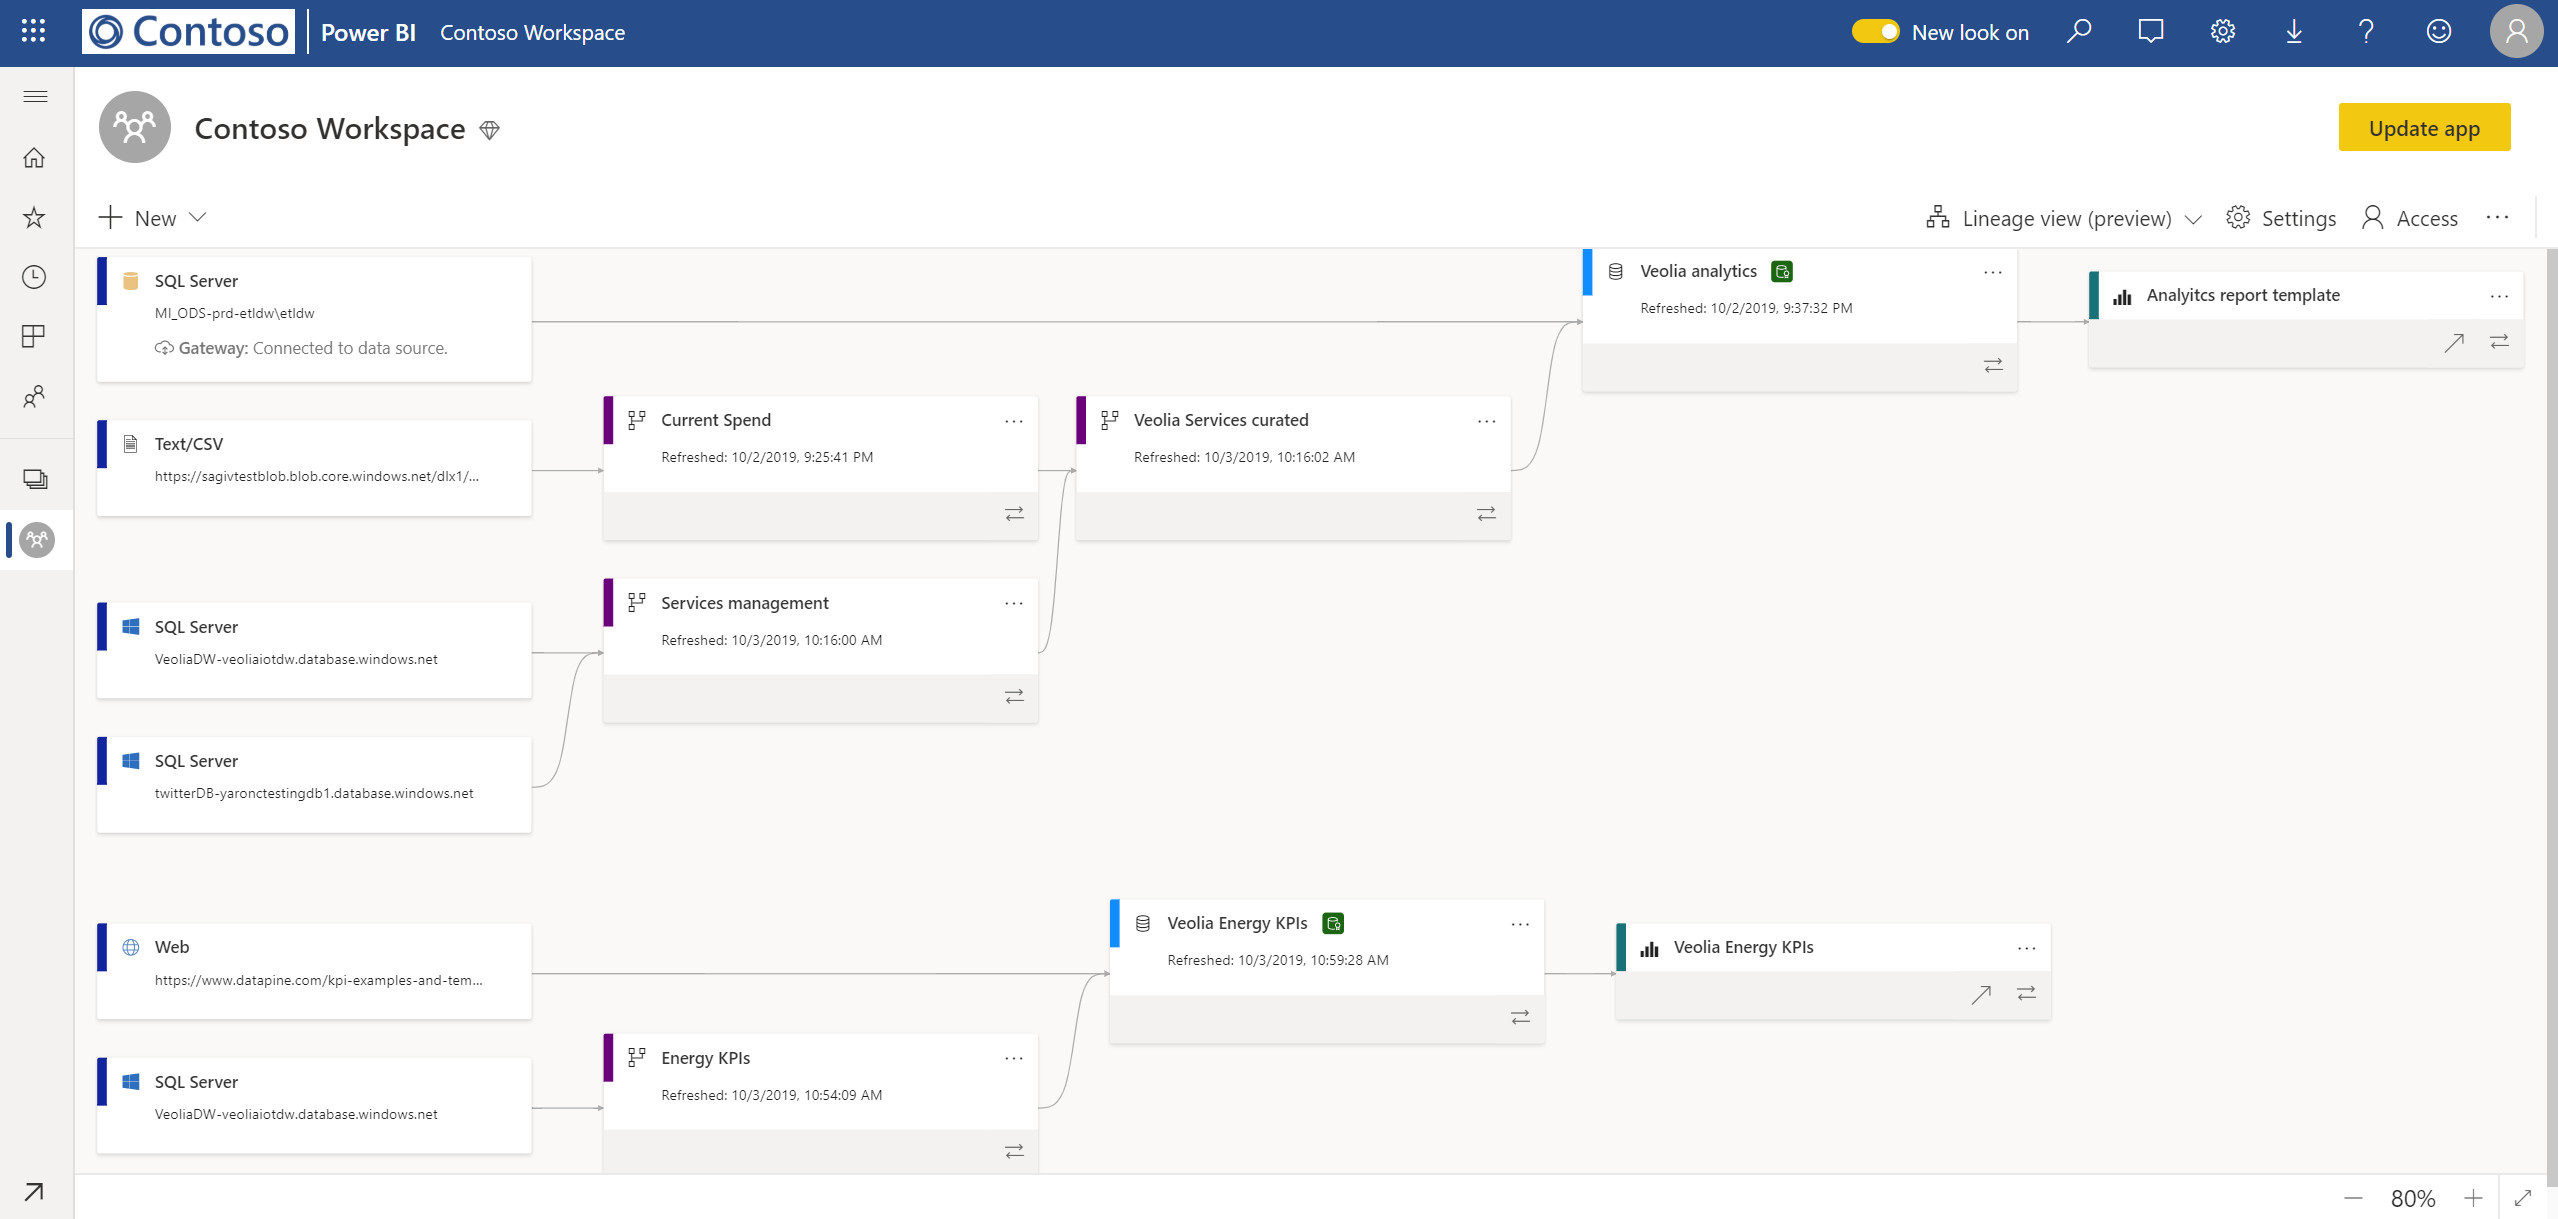 Contoso
Power BI
Contoso Workspace
New look on
Contoso Workspace
Update app
New
Lineage view (preview)
Settings
Access
SQL Server
MI_ODS-prd-etldw\etldw
Gateway: Connected to data source.
Veolia analytics
Refreshed: 10/2/2019, 9:37:32 PM
Analyitcs report template
Text/CSV
https://sagivtestblob.blob.core.windows.net/dlx1/...
Current Spend
Refreshed: 10/2/2019, 9:25:41 PM
Veolia Services curated
Refreshed: 10/3/2019, 10:16:02 AM
SQL Server
VeoliaDW-veoliaiotdw.database.windows.net
Services management
Refreshed: 10/3/2019, 10:16:00 AM
SQL Server
twitterDB-yaronctestingdb1.database.windows.net
Web
https://www.datapine.com/kpi-examples-and-tem...
Veolia Energy KPIs
Refreshed: 10/3/2019, 10:59:28 AM
Veolia Energy KPIs
SQL Server
VeoliaDW-veoliaiotdw.database.windows.net
Energy KPIs
Refreshed: 10/3/2019, 10:54:09 AM
80%